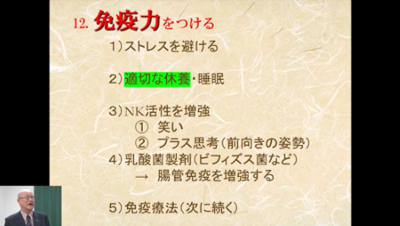 12. 免疫力をつける
1）ストレスを避ける
2）適切な休養・睡眠
3）NK活性を増強
① 笑い
② プラス思考（前向きの姿勢）
4）乳酸菌製剤（ビフィズス菌など）
→ 腸管免疫を増強する
5）免疫療法（次に続く）